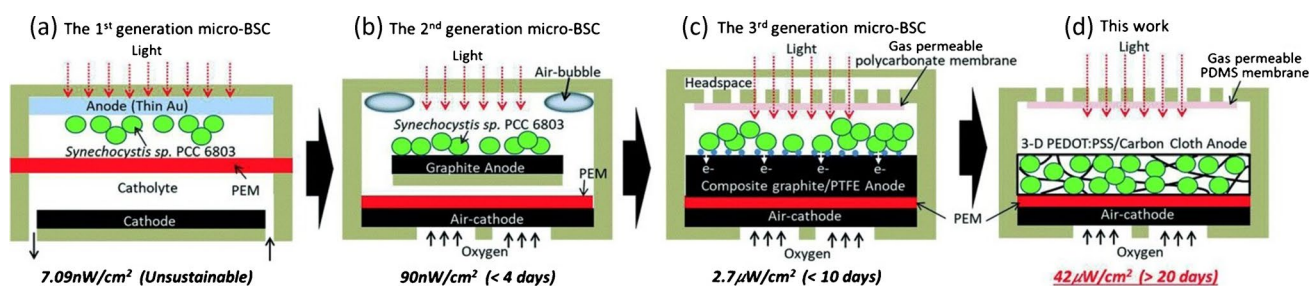 (a) The 1st generation micro-BSC
Light
Anode (Thin Au)
Synechocystis sp. PCC 6803
PEM
Catholyte
Cathode
7.09nW/cm² (Unsustainable)
(b) The 2nd generation micro-BSC
Light
Air-bubble
Synechocystis sp. PCC 6803
Graphite Anode
PEM
Air-cathode
Oxygen
90nW/cm² (< 4 days)
(c) The 3rd generation micro-BSC
Light
Gas permeable
polycarbonate membrane
Headspace
e- e- e- e-
Composite graphite/PTFE Anode
Air-cathode
PEM
Oxygen
2.7µW/cm² (< 10 days)
(d) This work
Light
Gas permeable
PDMS membrane
3-D PEDOT:PSS/Carbon Cloth Anode
Air-cathode
Oxygen
42µW/cm² (> 20 days)